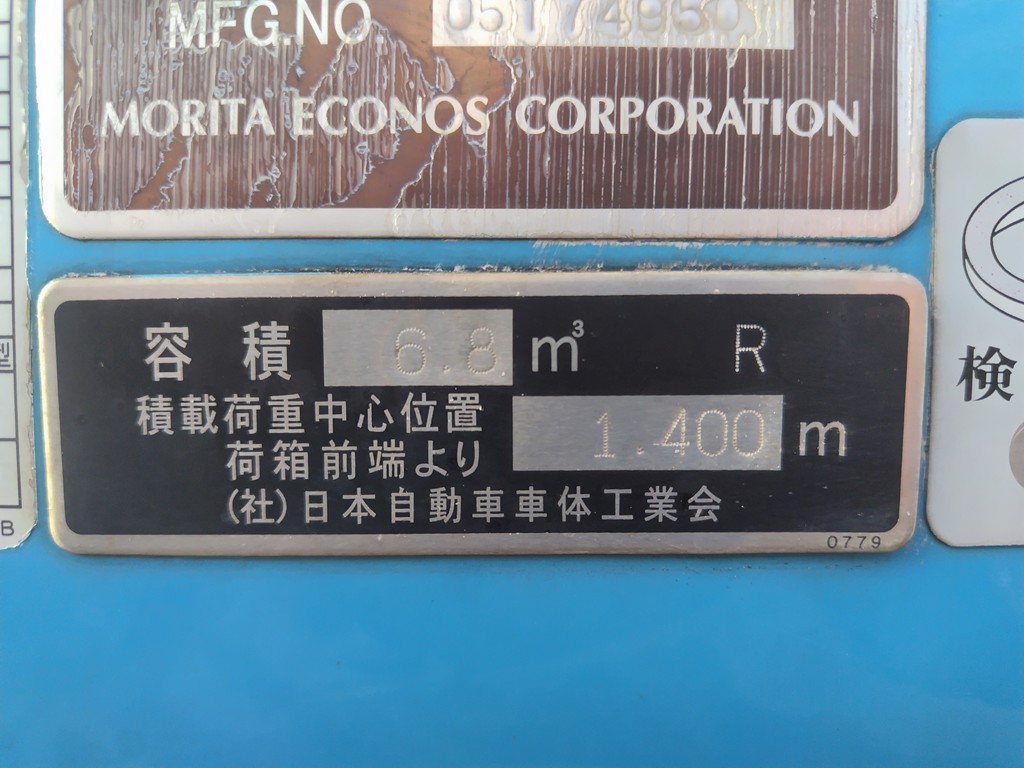 MFG.NO 05174950
MORITA ECONOS CORPORATION
容積 6.8 m³ R
積載荷重中心位置
荷箱前端より 1.400 m
(社)日本自動車車体工業会
0779
型
B
検